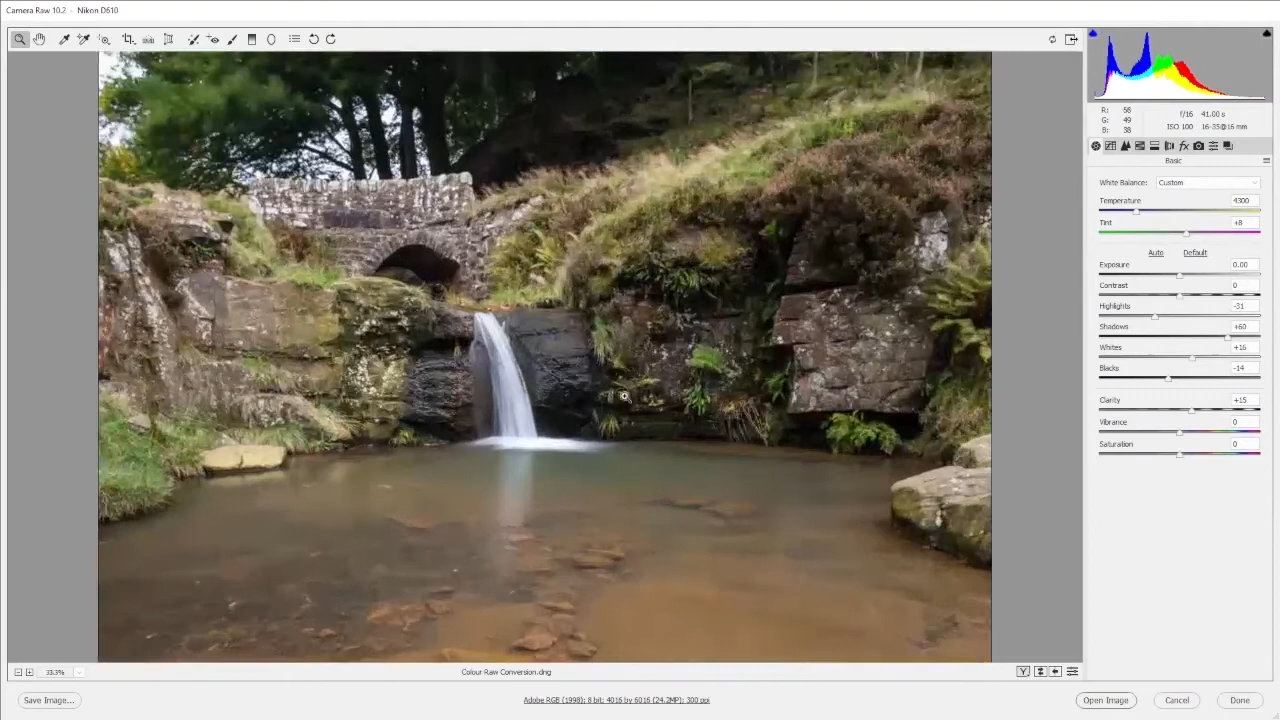 Camera Raw 10.2 - Nikon D610
R: 58
G: 49
B: 38
f/16 41.00 s
ISO 100 16-35@16 mm
Basic
White Balance: Custom
Temperature 4300
Tint +8
Auto Default
Exposure 0.00
Contrast 0
Highlights -31
Shadows +60
Whites +16
Blacks -14
Clarity +15
Vibrance 0
Saturation 0
33.3% Colour Raw Conversion.dng Y
Save Image... Adobe RGB (1998); 8 bit; 4016 by 6016 (24.2MP); 300 ppi Open Image Cancel Done